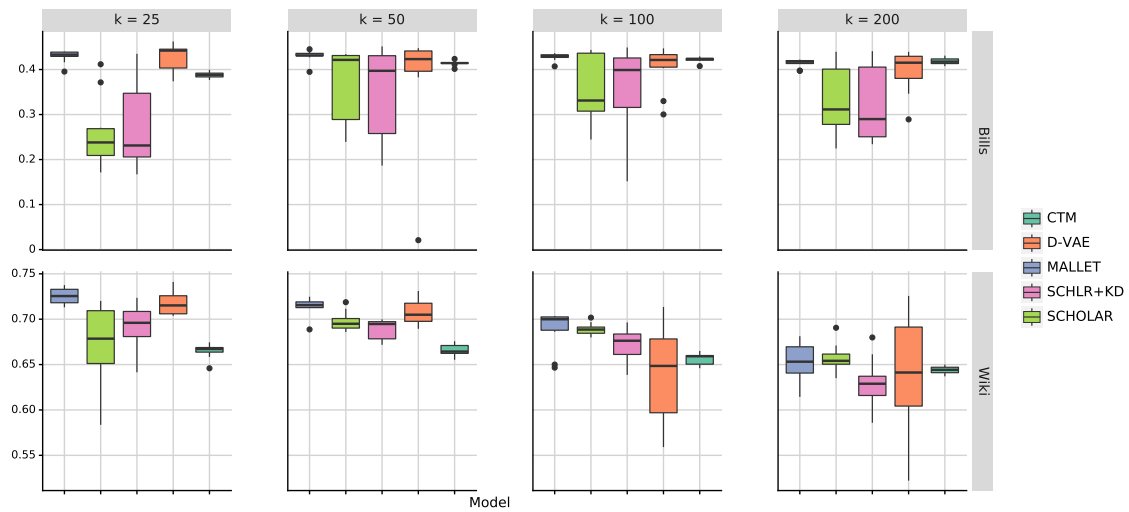 k = 25
k = 50
k = 100
k = 200
0.4
0.3
0.2
0.1
0
Bills
0.75
0.70
0.65
0.60
0.55
Wiki
Model
CTM
D-VAE
MALLET
SCHLR+KD
SCHOLAR